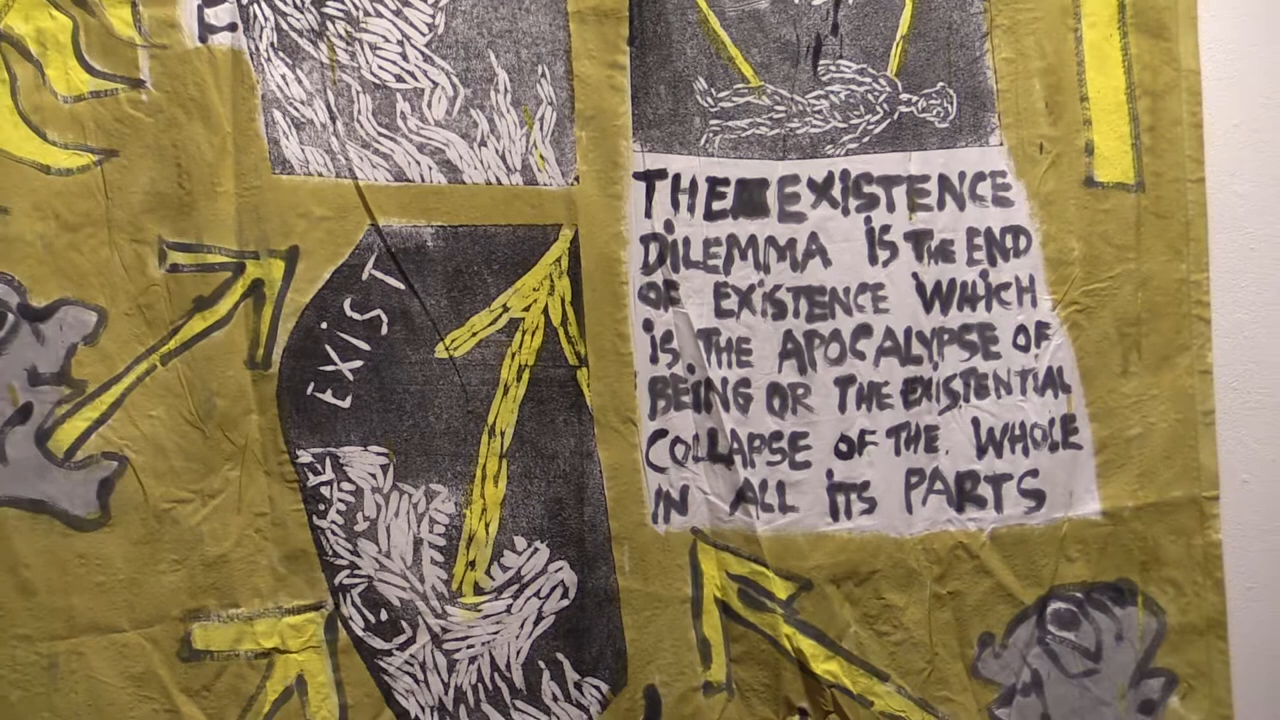 EXIST
THE EXISTENCE
DILEMMA IS THE END
OF EXISTENCE WHICH
IS THE APOCALYPSE OF
BEING OR THE EXISTENTIAL
COLLAPSE OF THE. WHOLE
IN ALL ITS PARTS